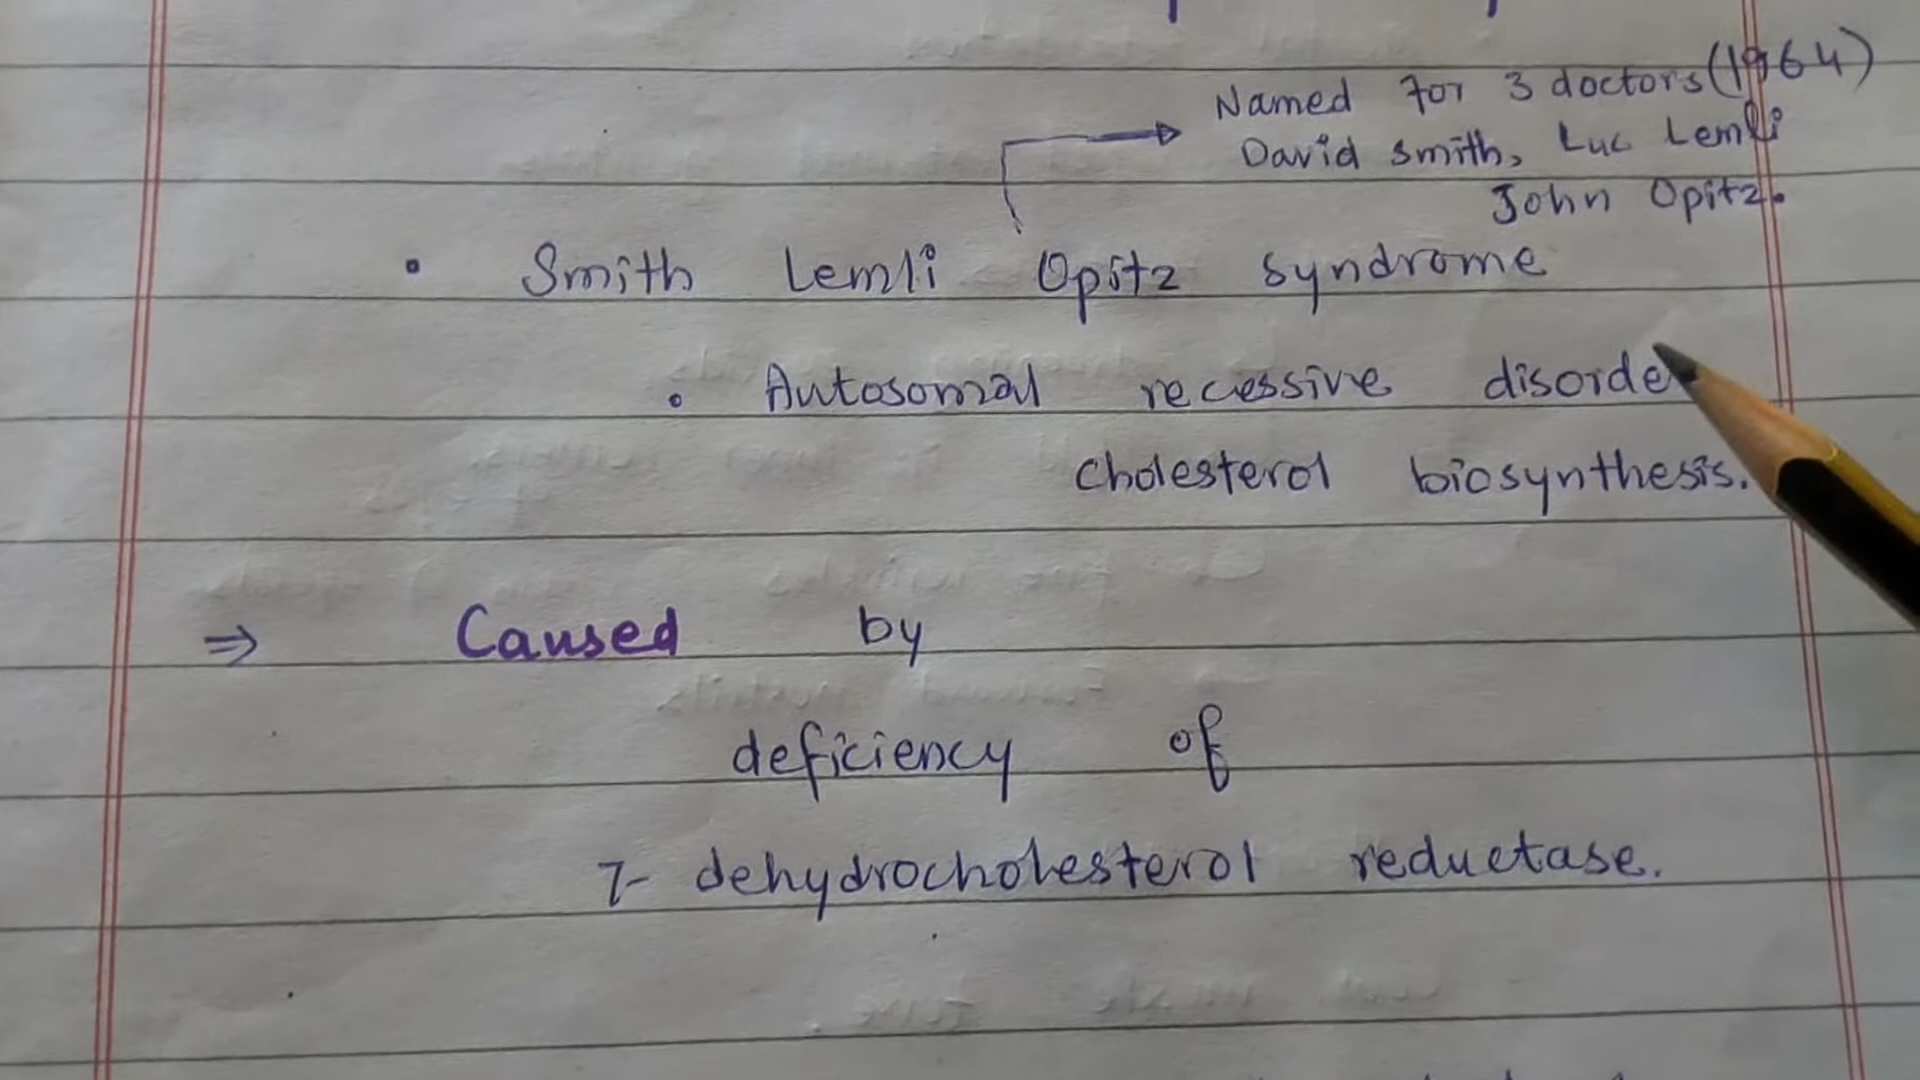 Named for 3 doctors (1964)
David Smith, Luc Lemli
John Opitz.
• Smith Lemli Opitz syndrome
• Autosomal recessive disorde
cholesterol biosynthesis.
⇒ Caused by
deficiency of
7- dehydrocholesterol reductase.